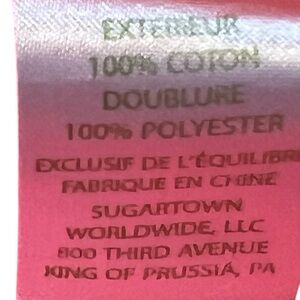 EXTERIEUR
100% COTON
DOUBLURE
100% POLYESTER
EXCLUSIF DE L'ÉQUILIBR
FABRIQUE EN CHINE
SUGARTOWN
WORLDWIDE, LLC
800 THIRD AVENUE
KING OF PRUSSIA, PA